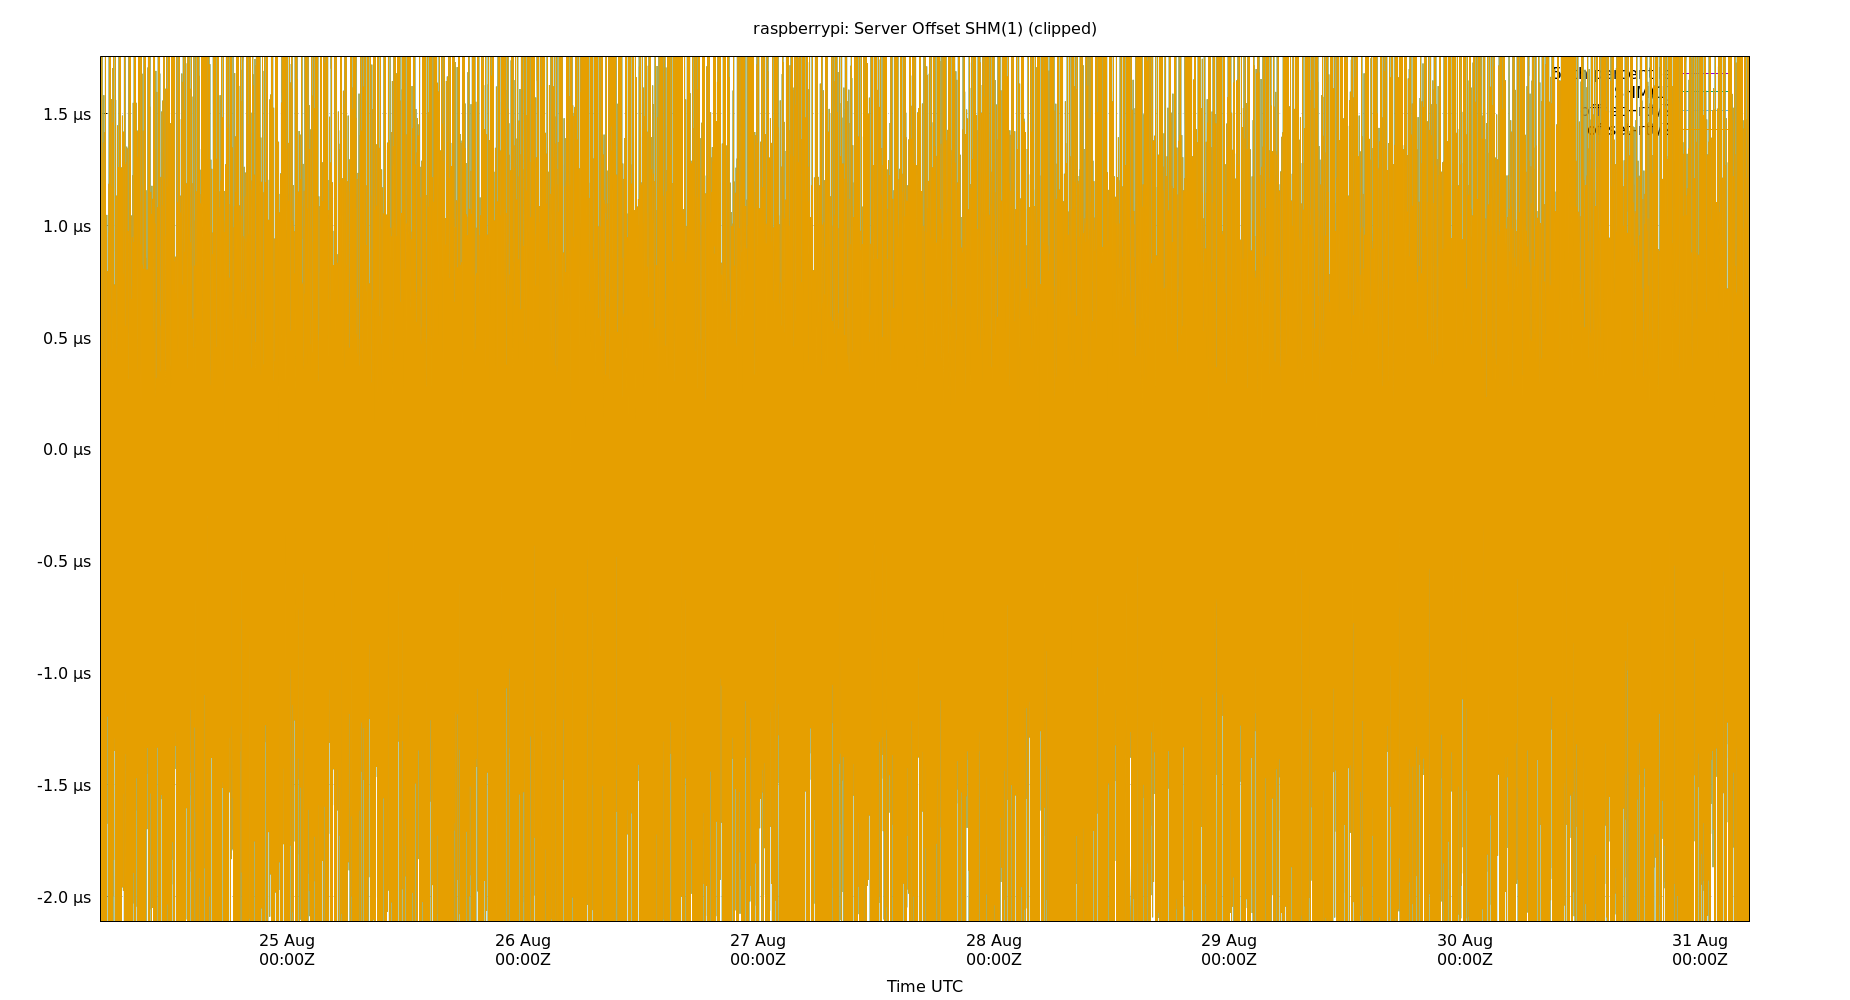 raspberrypi: Server Offset SHM(1) (clipped)
1.5 µs
1.0 µs
0.5 µs
0.0 µs
-0.5 µs
-1.0 µs
-1.5 µs
-2.0 µs
25 Aug 26 Aug 27 Aug 28 Aug 29 Aug 30 Aug 31 Aug
00:00Z 00:00Z 00:00Z 00:00Z 00:00Z 00:00Z 00:00Z
Time UTC